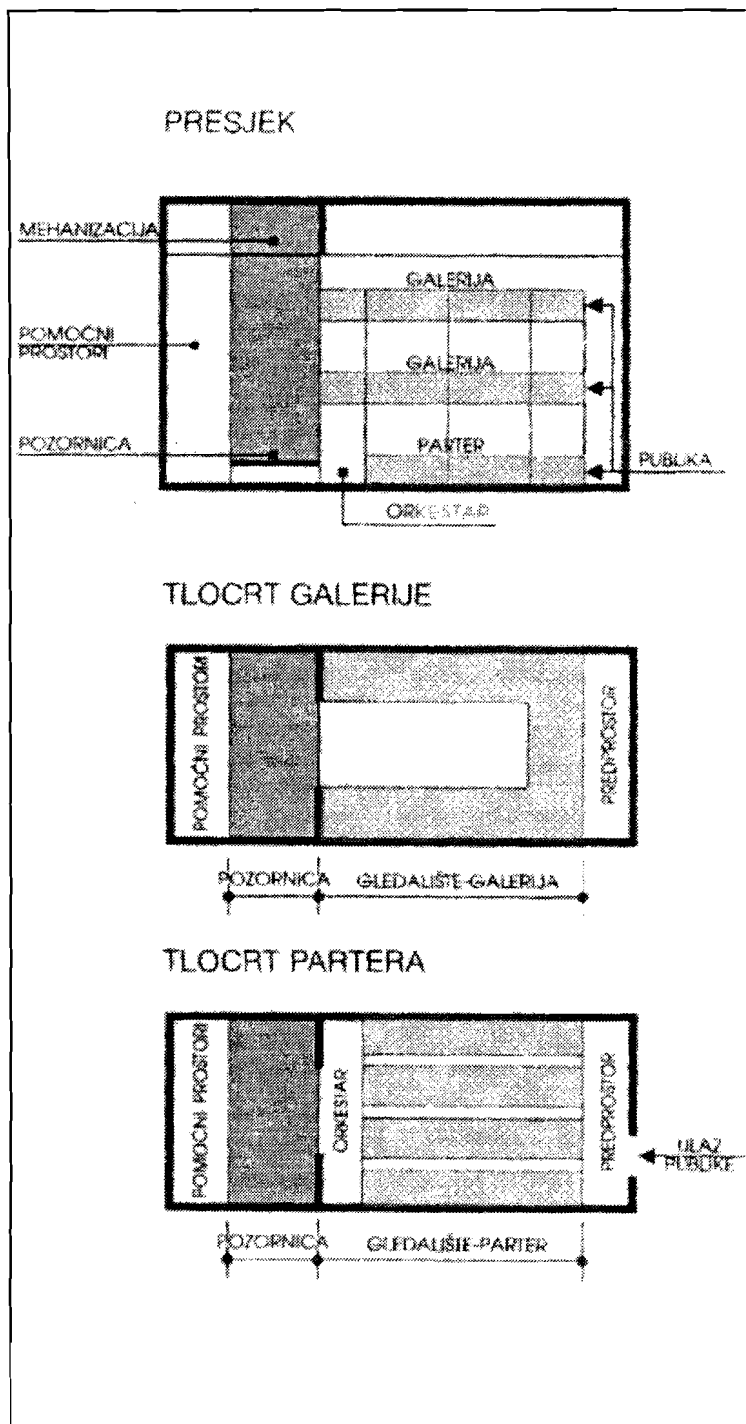 PRESJEK
MEHANIZACIJA
GALERIJA
POMOĆNI
PROSTORI
GALERIJA
POZORNICA
PARTER
PUBLIKA
ORKESTAR
TLOCRT GALERIJE
POMOĆNI PROSTORI
PREDPROSTOR
POZORNICA
GLEDALIŠTE-GALERIJA
TLOCRT PARTERA
POMOĆNI PROSTORI
ORKESTAR
PREDPROSTOR
ULAZ
PUBLIKE
POZORNICA
GLEDALIŠTE-PARTER